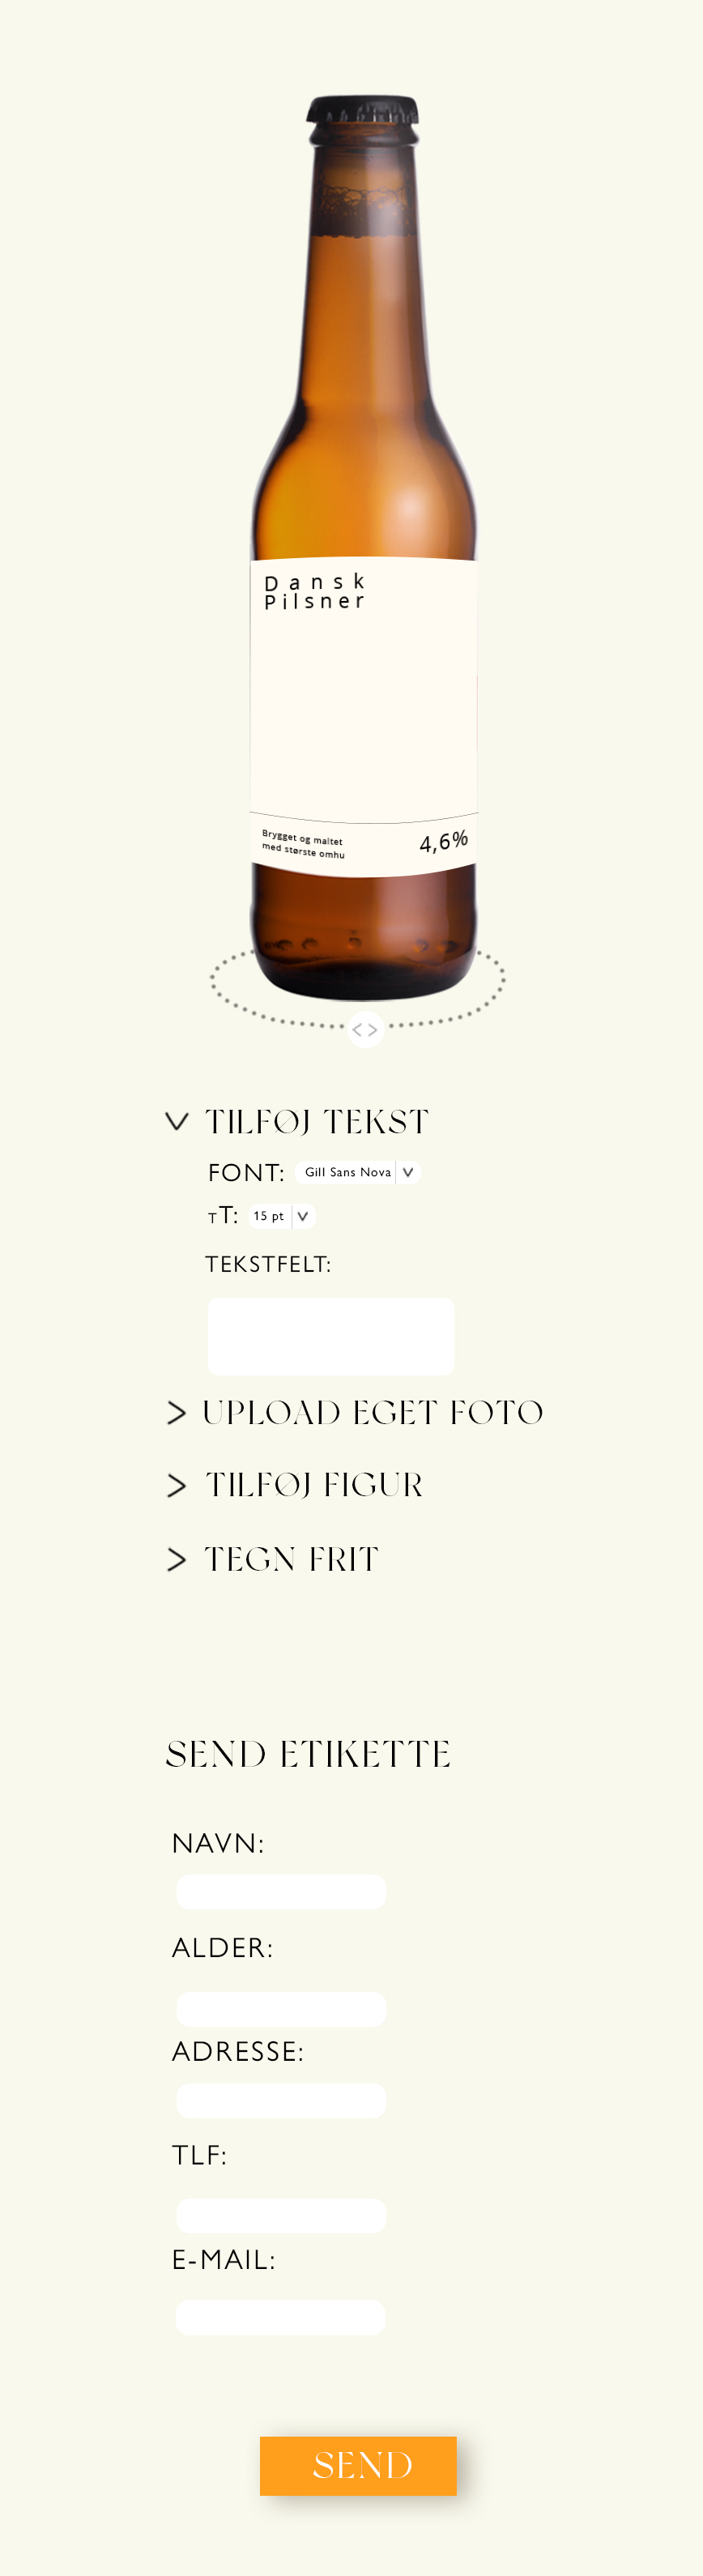 Dansk
Pilsner
Brygget og maltet
med største omhu
4,6%
< >
TILFØJ TEKST
FONT: Gill Sans Nova
TT: 15 pt
TEKSTFELT:
UPLOAD EGET FOTO
TILFØJ FIGUR
TEGN FRIT
SEND ETIKETTE
NAVN:
ALDER:
ADRESSE:
TLF:
E-MAIL:
SEND